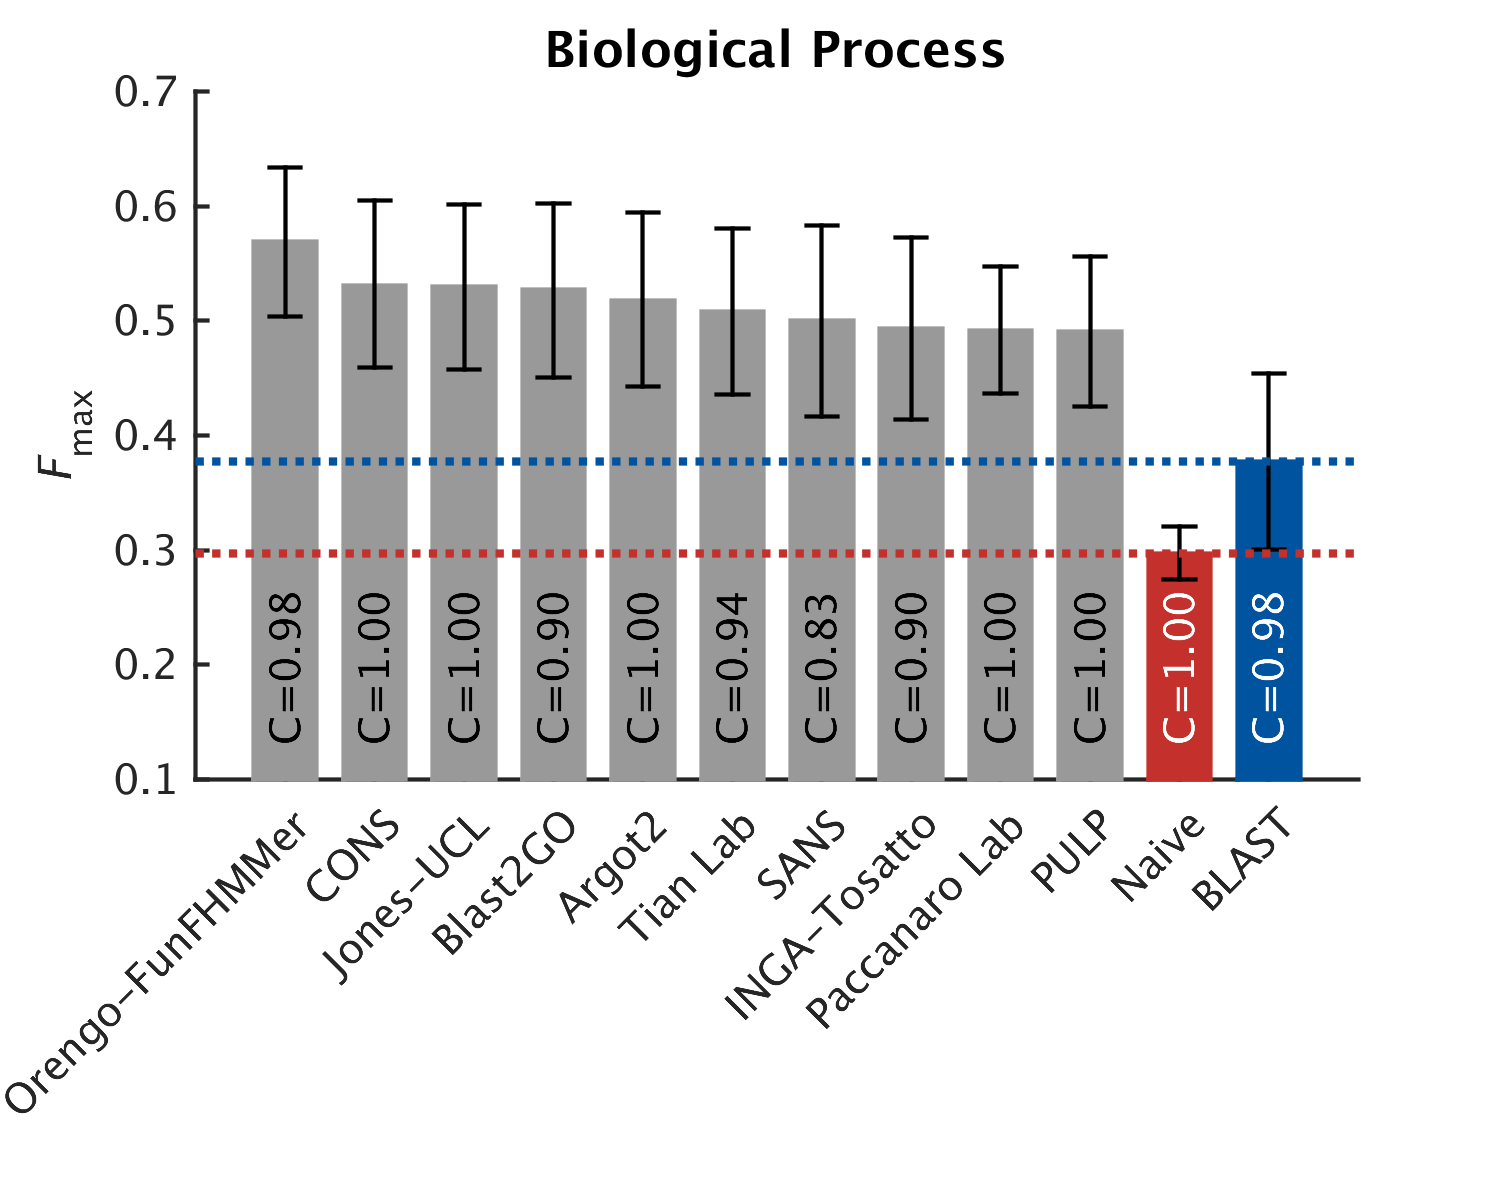 Biological Process
0.7
0.6
0.5
0.4
0.3
0.2
0.1
Fmax
C=0.98
C=1.00
C=1.00
C=0.90
C=1.00
C=0.94
C=0.83
C=0.90
C=1.00
C=1.00
C=1.00
C=0.98
Orengo-FunFHMMer
CONS
Jones-UCL
Blast2GO
Argot2
Tian Lab
SANS
INGA-Tosatto
Paccanaro Lab
PULP
Naive
BLAST